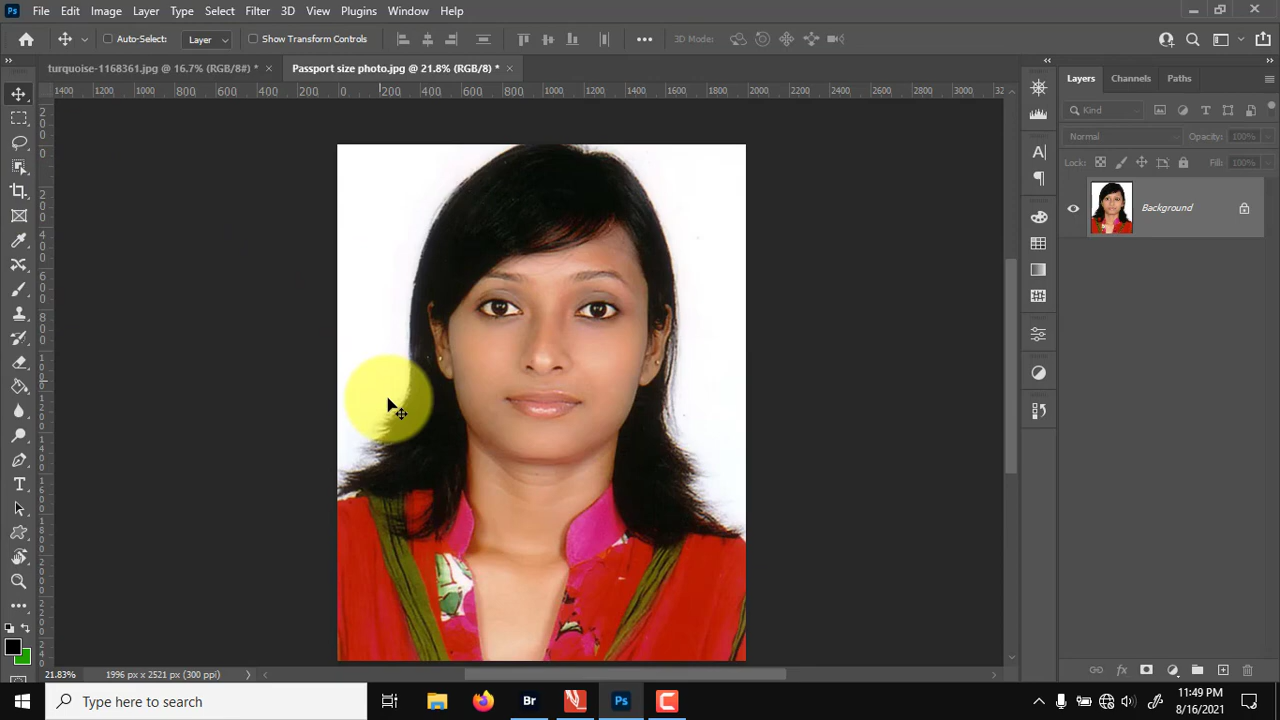 Ps File Edit Image Layer Type Select Filter 3D View Plugins Window Help
Auto-Select: Layer Show Transform Controls 3D Mode:
turquoise-1168361.jpg @ 16.7% (RGB/8#) * × Passport size photo.jpg @ 21.8% (RGB/8) * ×
1400 1200 1000 800 600 400 200 0 200 400 600 800 1000 1200 1400 1600 1800 2000 2200 2400 2600 2800 3000
Layers Channels Paths
Kind
Normal Opacity: 100%
Lock: Fill: 100%
Background
21.83% 1996 px x 2521 px (300 ppi)
Type here to search
Br Ps
1:49 PM
8/16/2021